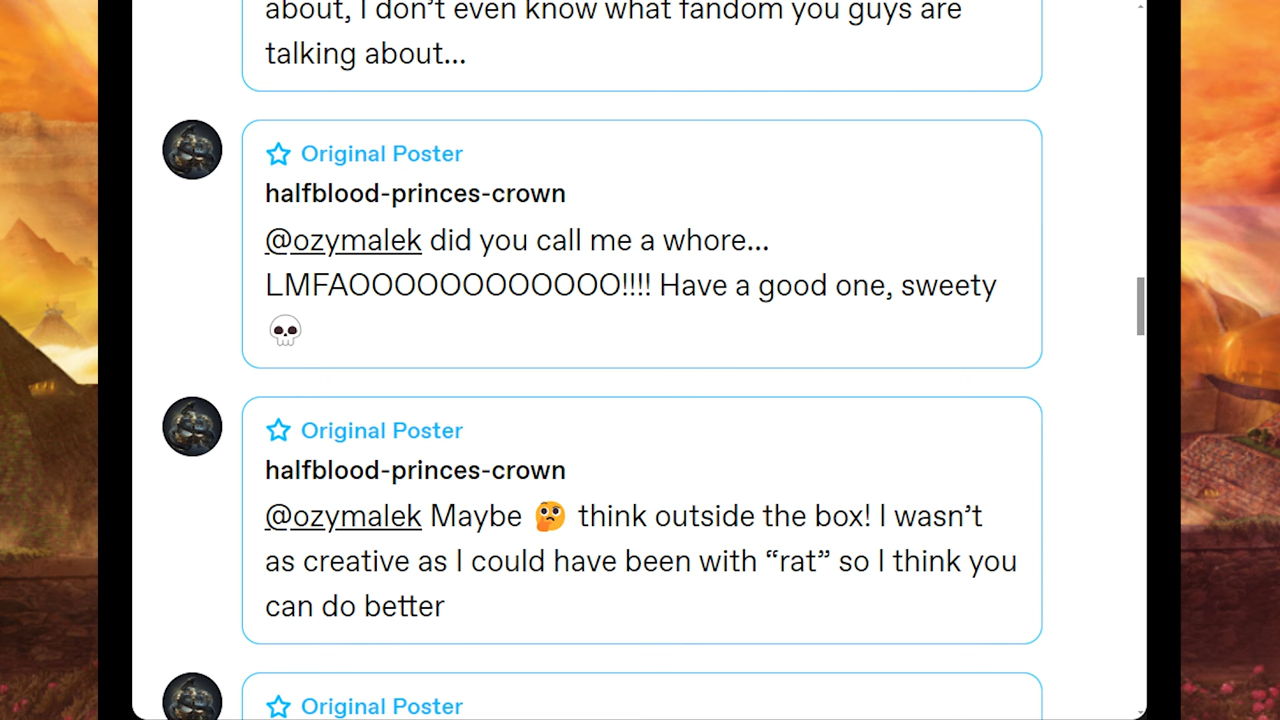 about, I don’t even know what fandom you guys are
talking about...
Original Poster
halfblood-princes-crown
@ozymalek did you call me a whore...
LMFAOOOOOOOOOOOO!!!! Have a good one, sweety
💀
Original Poster
halfblood-princes-crown
@ozymalek Maybe 🤔 think outside the box! I wasn’t
as creative as I could have been with “rat” so I think you
can do better
Original Poster